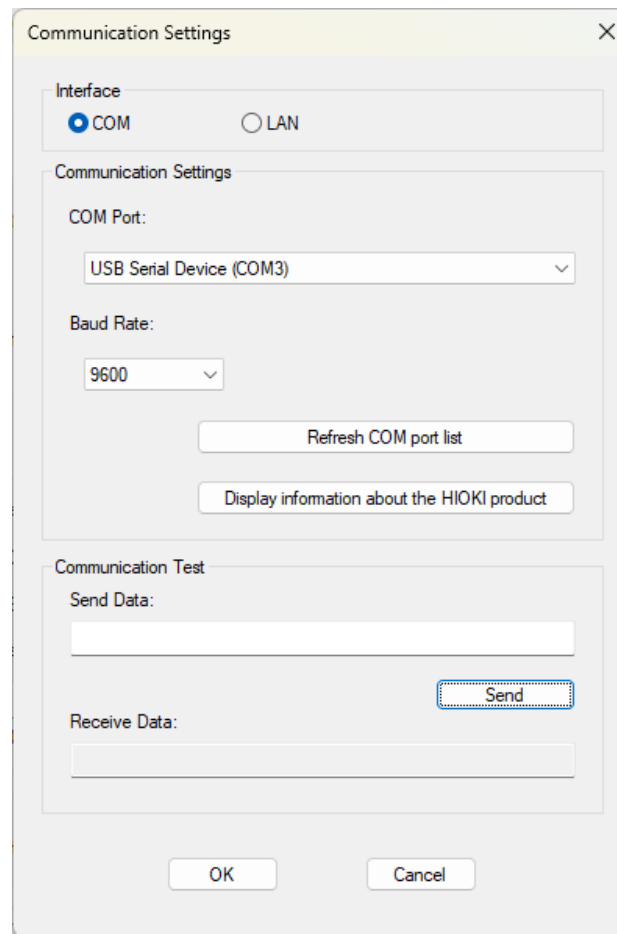 Communication Settings
Interface
COM
LAN
Communication Settings
COM Port:
USB Serial Device (COM3)
Baud Rate:
9600
Refresh COM port list
Display information about the HIOKI product
Communication Test
Send Data:
Send
Receive Data:
OK
Cancel